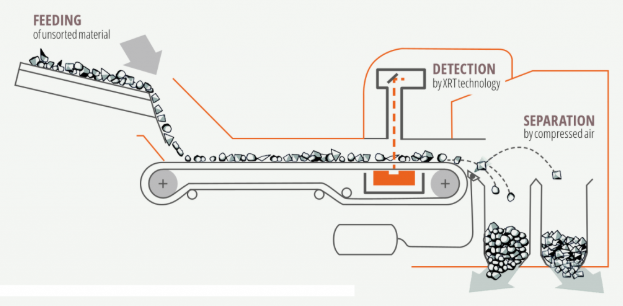 FEEDING
of unsorted material
DETECTION
by XRT technology
SEPARATION
by compressed air